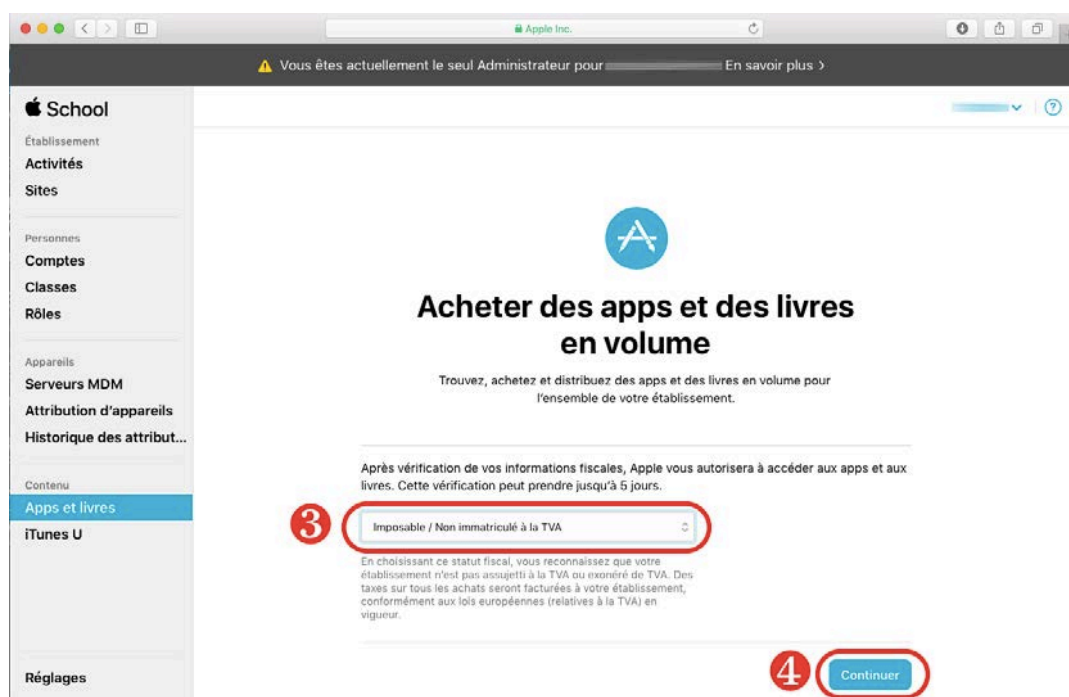 Apple Inc.
Vous êtes actuellement le seul Administrateur pour En savoir plus >
School
Établissement
Activités
Sites
Personnes
Comptes
Classes
Rôles
Appareils
Serveurs MDM
Attribution d'appareils
Historique des attribut...
Contenu
Apps et livres
iTunes U
Réglages
?
Acheter des apps et des livres
en volume
Trouvez, achetez et distribuez des apps et des livres en volume pour
l'ensemble de votre établissement.
Après vérification de vos informations fiscales, Apple vous autorisera à accéder aux apps et aux
livres. Cette vérification peut prendre jusqu'à 5 jours.
3
Imposable / Non immatriculé à la TVA
En choisissant ce statut fiscal, vous reconnaissez que votre
établissement n'est pas assujetti à la TVA ou exonéré de TVA. Des
taxes sur tous les achats seront facturées à votre établissement,
conformément aux lois européennes (relatives à la TVA) en
vigueur.
4
Continuer